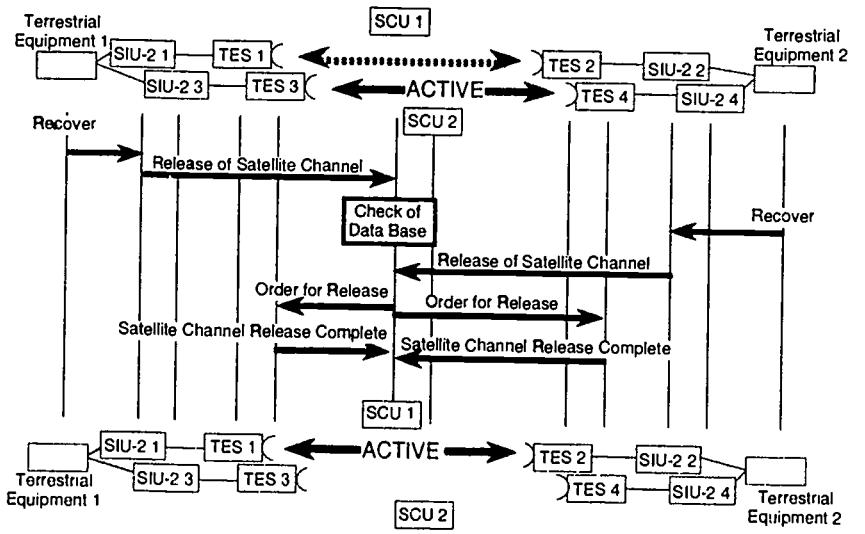 SCU 1
Terrestrial
Equipment 1
SIU-2 1
TES 1
TES 2
SIU-2 2
Terrestrial
Equipment 2
SIU-2 3
TES 3
ACTIVE
TES 4
SIU-2 4
SCU 2
Recover
Release of Satellite Channel
Check of
Data Base
Recover
Release of Satellite Channel
Order for Release
Order for Release
Satellite Channel Release Complete
Satellite Channel Release Complete
SCU 1
SIU-2 1
TES 1
ACTIVE
TES 2
SIU-2 2
SIU-2 3
TES 3
TES 4
SIU-2 4
Terrestrial
Equipment 1
Terrestrial
Equipment 2
SCU 2